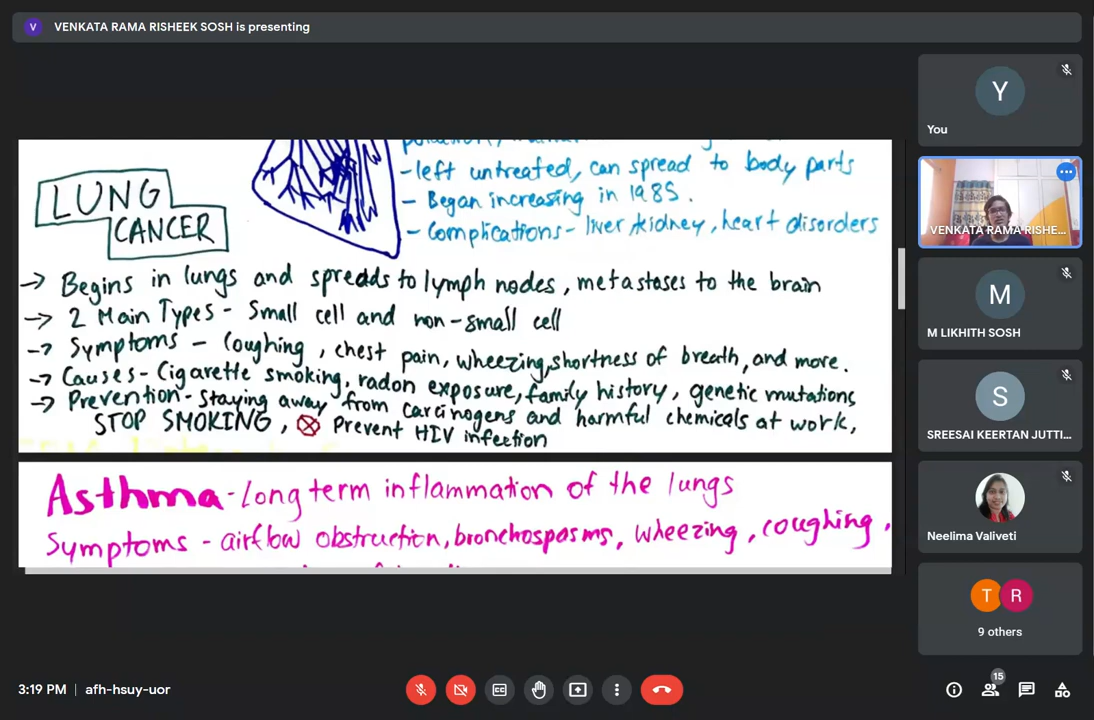 V VENKATA RAMA RISHEEK SOSH is presenting
-left untreated, can spread to body parts
- Began increasing in 1985.
- Complications- liver, kidney, heart disorders
LUNG
CANCER
→ Begins in lungs and spreads to lymph nodes, metastases to the brain
→ 2 Main Types - Small cell and non-small cell
→ Symptoms - Coughing, chest pain, wheezing, shortness of breath, and more.
→ Causes- Cigarette smoking, radon exposure, family history, genetic mutations
→ Prevention- staying away from carcinogens and harmful chemicals at work,
STOP SMOKING, Prevent HIV infection
Asthma-Long term inflammation of the lungs
Symptoms - airflow obstruction, bronchospasms, wheezing, coughing,
Y
You
VENKATA RAMA RISHE...
M
M LIKHITH SOSH
S
SREESAI KEERTAN JUTTI...
Neelima Valiveti
T R
9 others
3:19 PM | afh-hsuy-uor
15